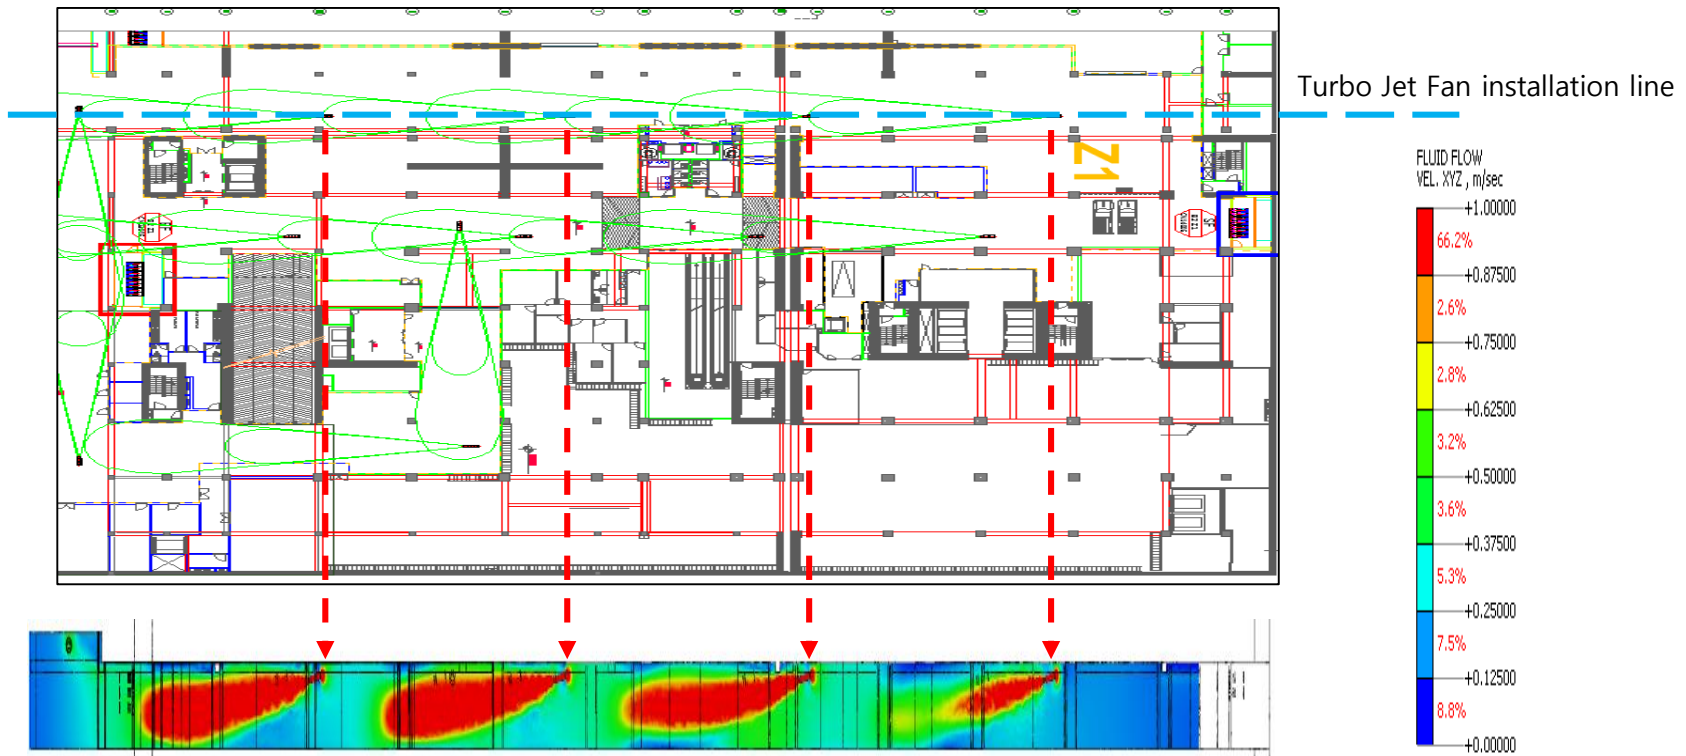 Turbo Jet Fan installation line
FLUID FLOW
VEL. XYZ , m/sec
+1.00000
66.2%
+0.87500
2.6%
+0.75000
2.8%
+0.62500
3.2%
+0.50000
3.6%
+0.37500
5.3%
+0.25000
7.5%
+0.12500
8.8%
+0.00000
Z1
SF
SF